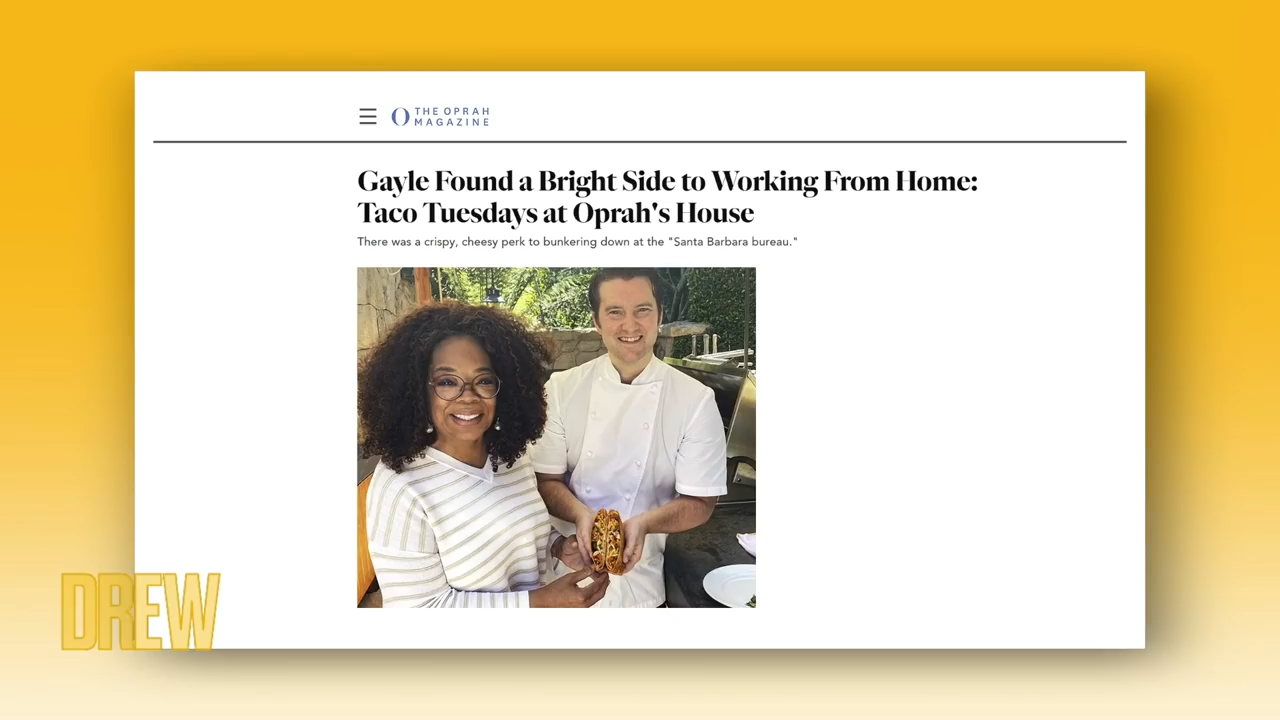 THE OPRAH
MAGAZINE
Gayle Found a Bright Side to Working From Home:
Taco Tuesdays at Oprah's House
There was a crispy, cheesy perk to bunkering down at the "Santa Barbara bureau."
DREW